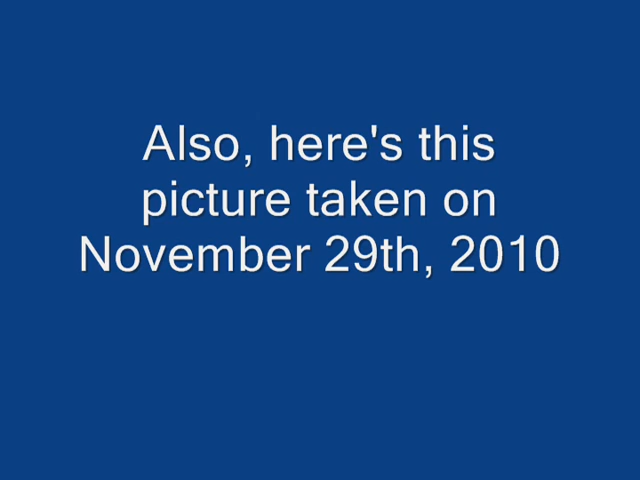 Also, here's this
picture taken on
November 29th, 2010